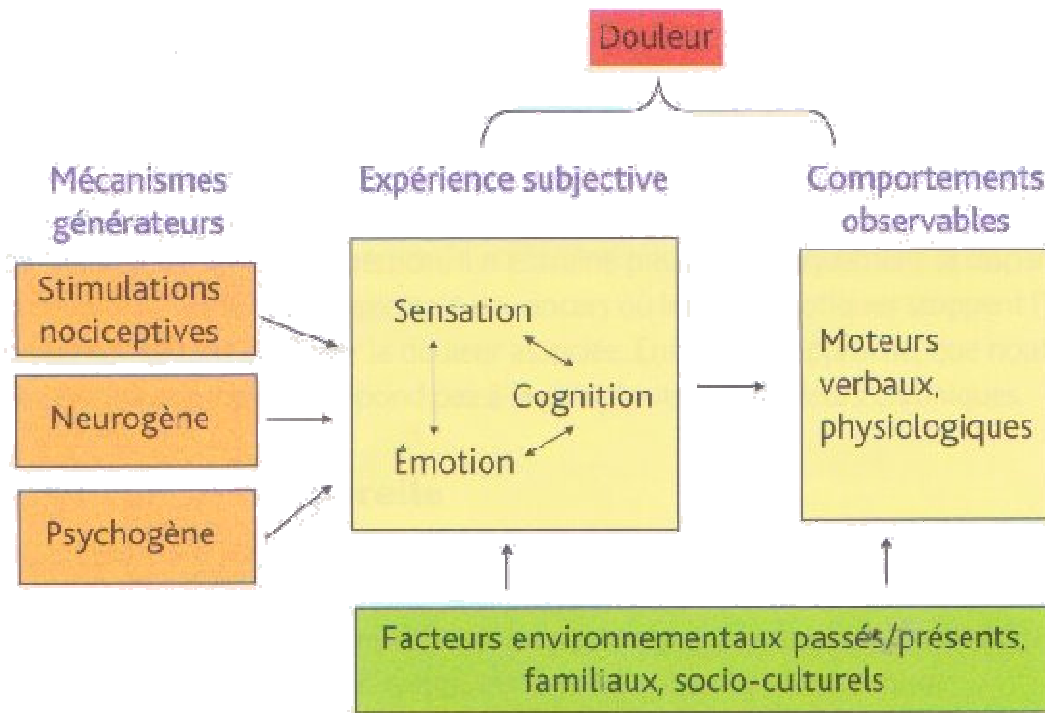 Douleur
Mécanismes
générateurs
Expérience subjective
Comportements
observables
Stimulations
nociceptives
Neurogène
Psychogène
Sensation
Cognition
Émotion
Moteurs
verbaux,
physiologiques
Facteurs environnementaux passés/présents,
familiaux, socio-culturels